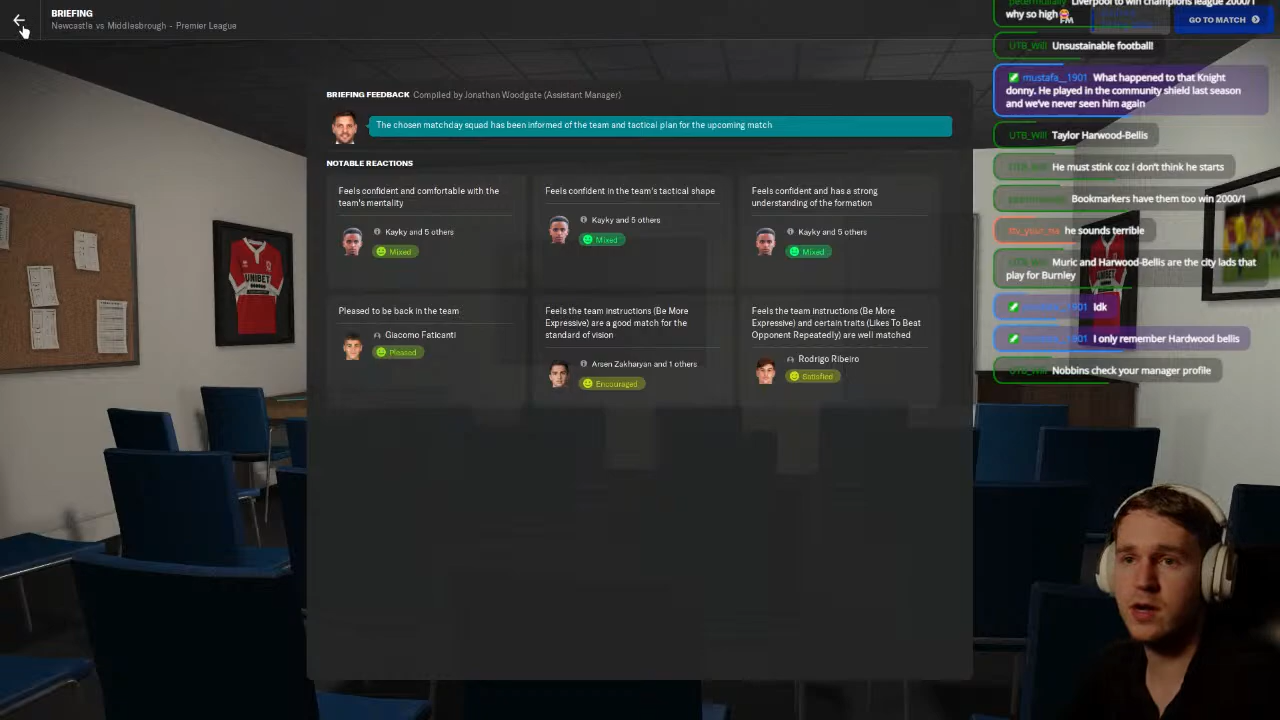 BRIEFING
Newcastle vs Middlesbrough - Premier League
GO TO MATCH
BRIEFING FEEDBACK Compiled by Jonathan Woodgate (Assistant Manager)
The chosen matchday squad has been informed of the team and tactical plan for the upcoming match
NOTABLE REACTIONS
Feels confident and comfortable with the
team's mentality
Kayky and 5 others
Mixed
Feels confident in the team's tactical shape
Kayky and 5 others
Mixed
Feels confident and has a strong
understanding of the formation
Kayky and 5 others
Mixed
Pleased to be back in the team
Giacomo Faticanti
Pleased
Feels the team instructions (Be More
Expressive) are a good match for the
standard of vision
Arsen Zakharyan and 1 others
Encouraged
Feels the team instructions (Be More
Expressive) and certain traits (Likes To Beat
Opponent Repeatedly) are well matched
Rodrigo Ribeiro
Satisfied
UNIBET
Liverpool to win champions league 2000/1
why so high
FM
UTB_Will Unsustainable football!
mustafa__1901 What happened to that Knight
donny. He played in the community shield last season
and we've never seen him again
UTB_Will Taylor Harwood-Bellis
UTB_Will He must stink coz I don't think he starts
Bookmarkers have them too win 2000/1
he sounds terrible
UTB_Will Muric and Harwood-Bellis are the city lads that
play for Burnley
1901 Idk
1901 I only remember Hardwood bellis
UTB_Will Nobbins check your manager profile